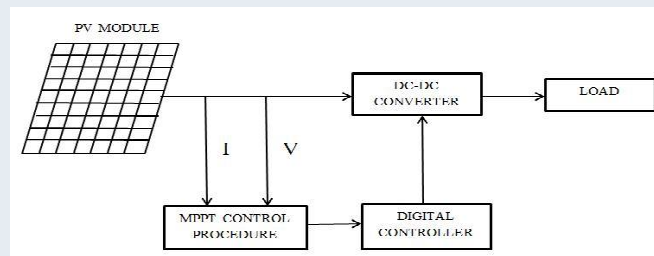 PV MODULE
DC-DC
CONVERTER
LOAD
I
V
MPPT CONTROL
PROCEDURE
DIGITAL
CONTROLLER